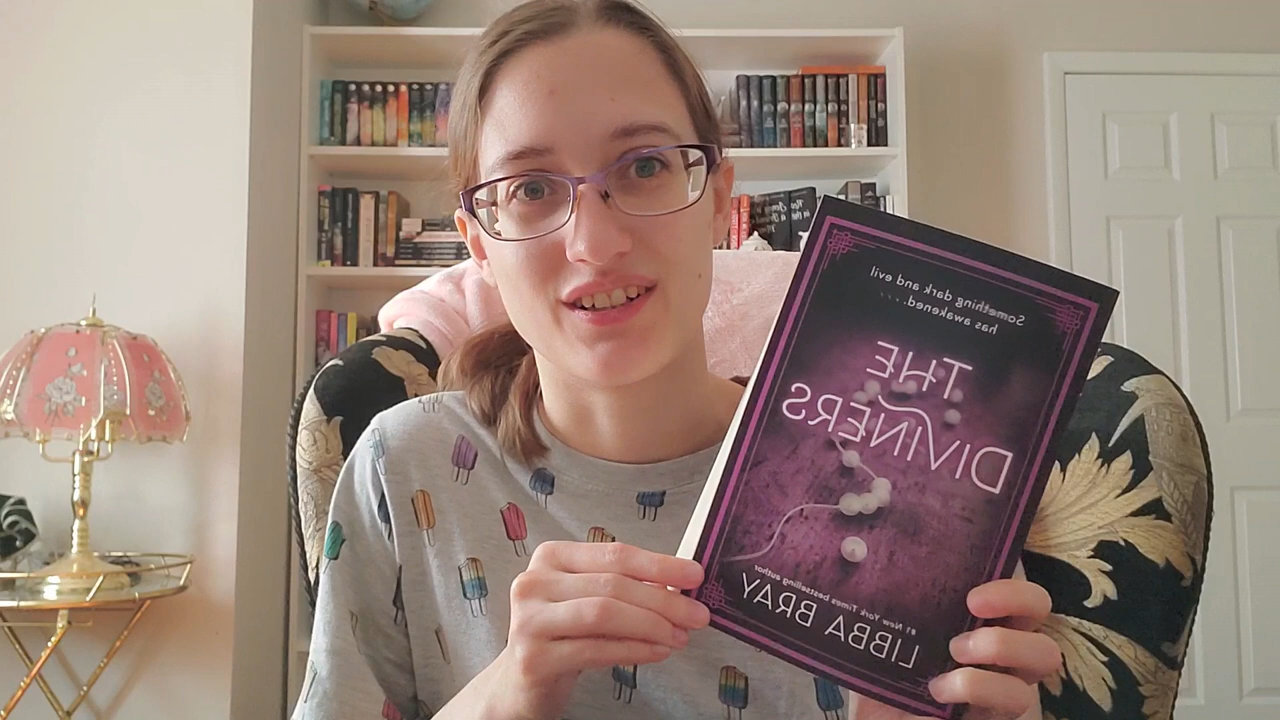 Something dark and evil
has awakened....
THE
DIVINERS
#1 New York Times bestselling author
LIBBA BRAY